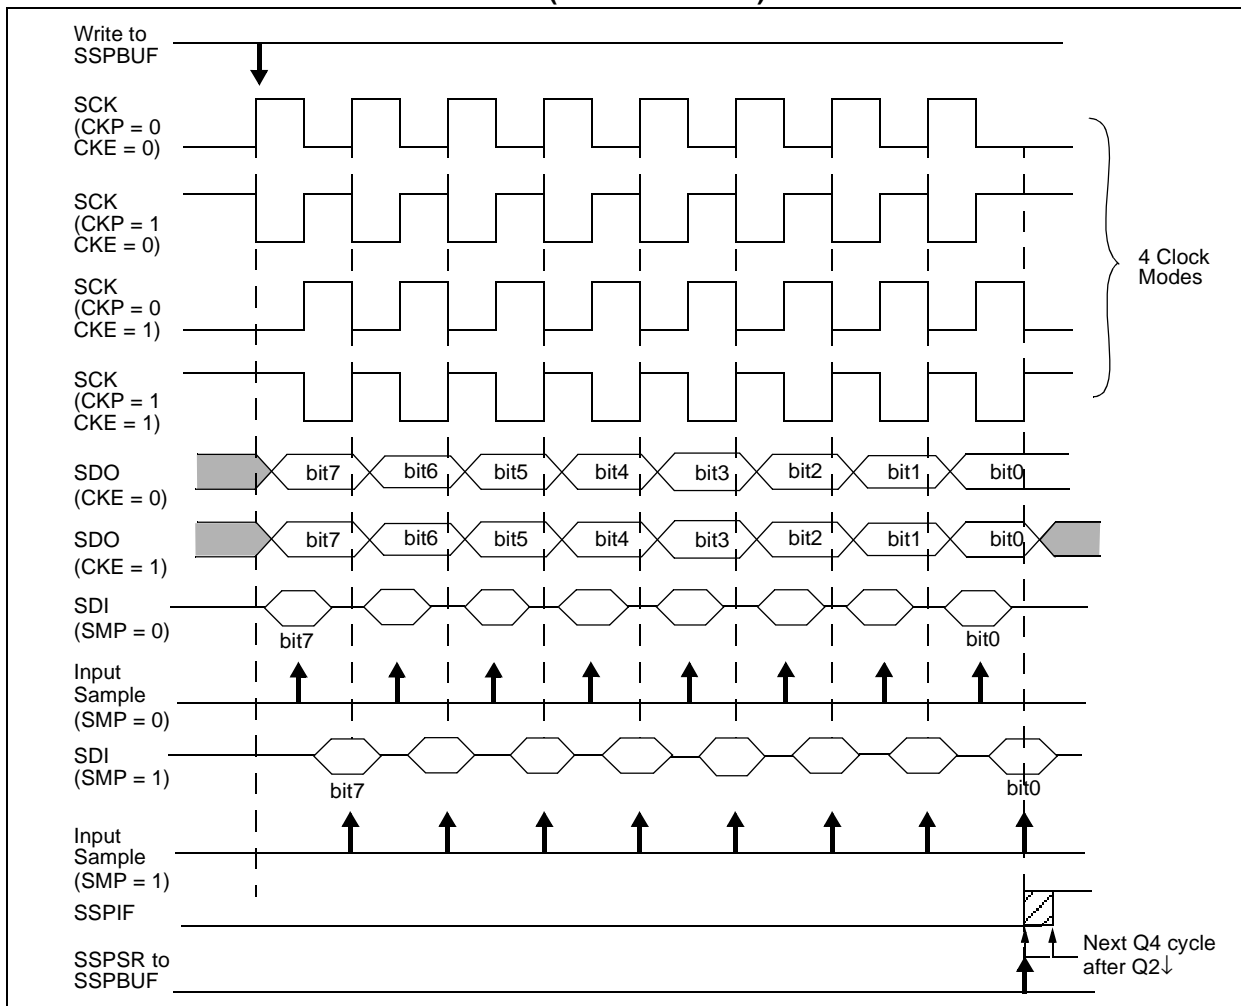 Write to
SSPBUF
SCK
(CKP = 0
CKE = 0)
SCK
(CKP = 1
CKE = 0)
SCK
(CKP = 0
CKE = 1)
SCK
(CKP = 1
CKE = 1)
4 Clock
Modes
SDO
(CKE = 0)
bit7 bit6 bit5 bit4 bit3 bit2 bit1 bit0
SDO
(CKE = 1)
bit7 bit6 bit5 bit4 bit3 bit2 bit1 bit0
SDI
(SMP = 0)
bit7 bit0
Input
Sample
(SMP = 0)
SDI
(SMP = 1)
bit7 bit0
Input
Sample
(SMP = 1)
SSPIF
Next Q4 cycle
after Q2↓
SSPSR to
SSPBUF